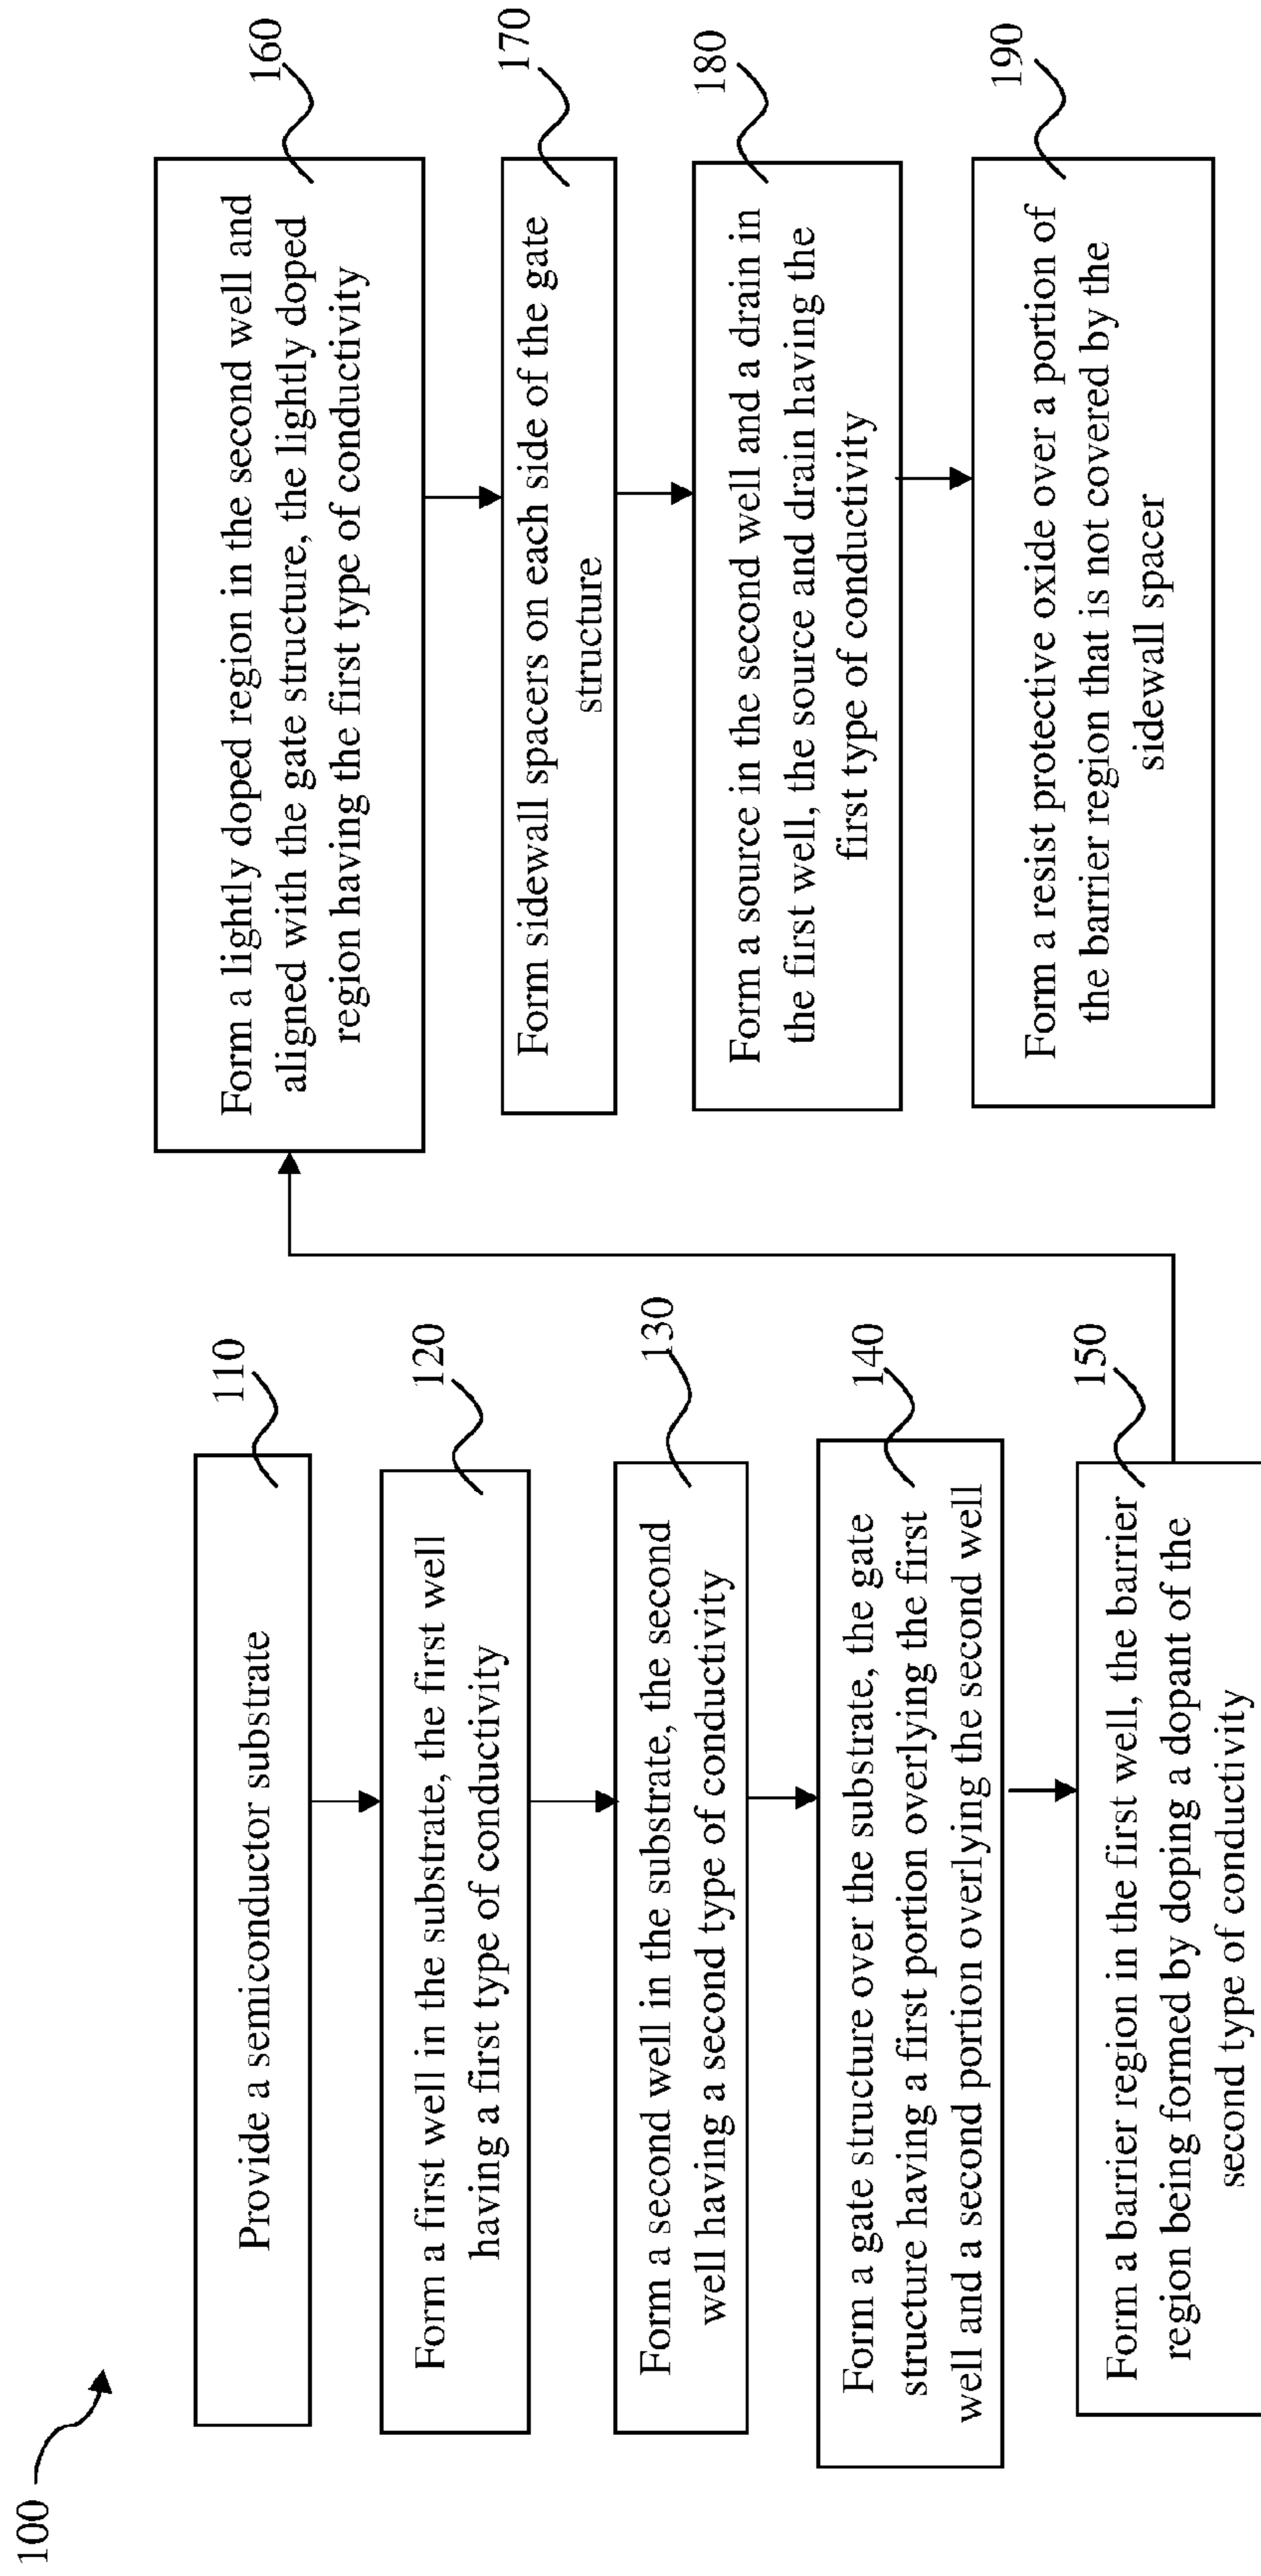 100
110
Provide a semiconductor substrate
120
Form a first well in the substrate, the first well
having a first type of conductivity
130
Form a second well in the substrate, the second
well having a second type of conductivity
140
Form a gate structure over the substrate, the gate
structure having a first portion overlying the first
well and a second portion overlying the second well
150
Form a barrier region in the first well, the barrier
region being formed by doping a dopant of the
second type of conductivity
160
Form a lightly doped region in the second well and
aligned with the gate structure, the lightly doped
region having the first type of conductivity
170
Form sidewall spacers on each side of the gate
structure
180
Form a source in the second well and a drain in
the first well, the source and drain having the
first type of conductivity
190
Form a resist protective oxide over a portion of
the barrier region that is not covered by the
sidewall spacer